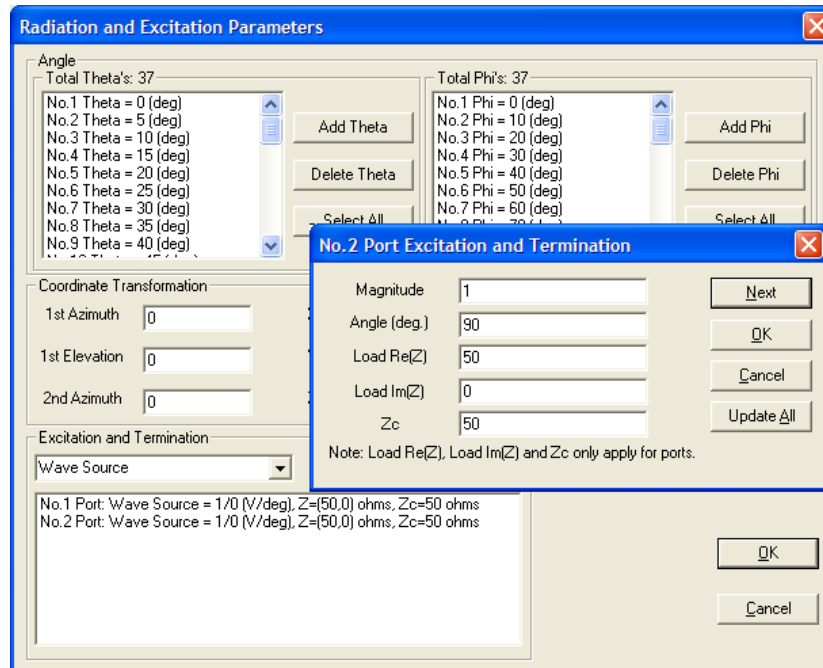 Radiation and Excitation Parameters
Angle
Total Theta's: 37
No.1 Theta = 0 (deg)
No.2 Theta = 5 (deg)
No.3 Theta = 10 (deg)
No.4 Theta = 15 (deg)
No.5 Theta = 20 (deg)
No.6 Theta = 25 (deg)
No.7 Theta = 30 (deg)
No.8 Theta = 35 (deg)
No.9 Theta = 40 (deg)
Add Theta
Delete Theta
Select All
Total Phi's: 37
No.1 Phi = 0 (deg)
No.2 Phi = 10 (deg)
No.3 Phi = 20 (deg)
No.4 Phi = 30 (deg)
No.5 Phi = 40 (deg)
No.6 Phi = 50 (deg)
No.7 Phi = 60 (deg)
Add Phi
Delete Phi
Select All
No.2 Port Excitation and Termination
Magnitude 1
Angle (deg.) 90
Load Re(Z) 50
Load Im(Z) 0
Zc 50
Note: Load Re(Z), Load Im(Z) and Zc only apply for ports.
Next
OK
Cancel
Update All
Coordinate Transformation
1st Azimuth 0
1st Elevation 0
2nd Azimuth 0
Excitation and Termination
Wave Source
No.1 Port: Wave Source = 1/0 (V/deg), Z=(50,0) ohms, Zc=50 ohms
No.2 Port: Wave Source = 1/0 (V/deg), Z=(50,0) ohms, Zc=50 ohms
OK
Cancel